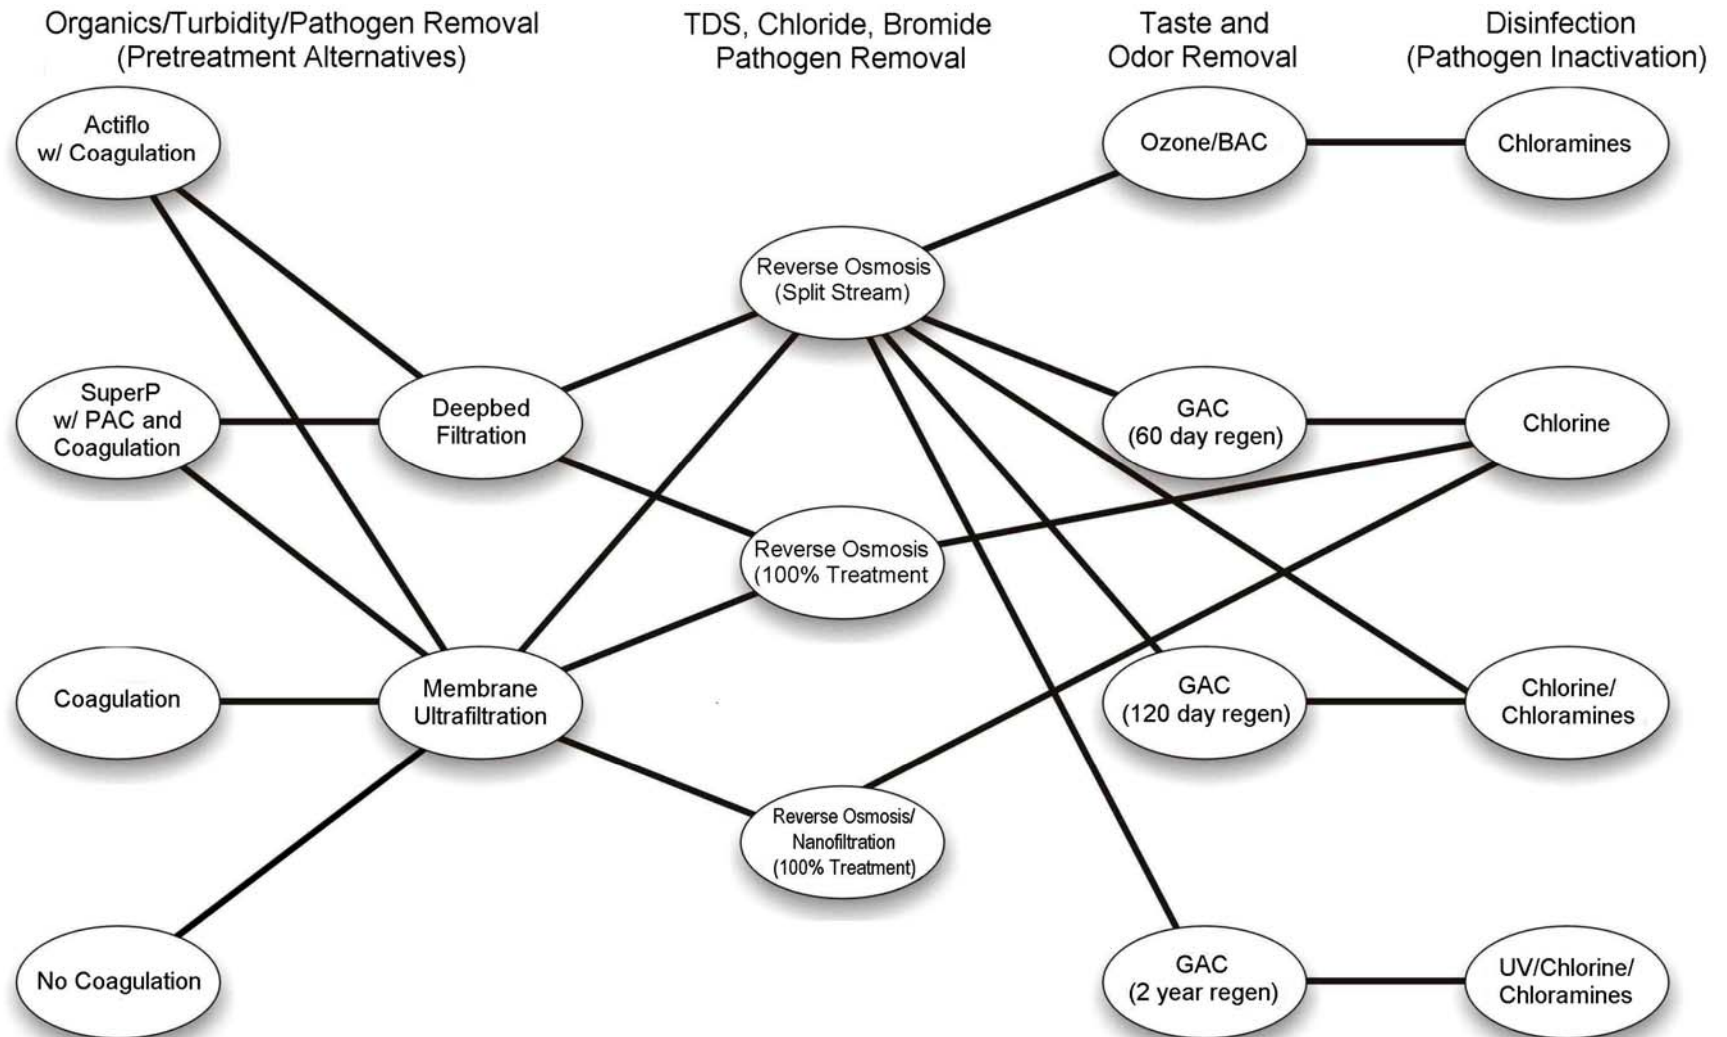 Organics/Turbidity/Pathogen Removal
(Pretreatment Alternatives)
TDS, Chloride, Bromide
Pathogen Removal
Taste and
Odor Removal
Disinfection
(Pathogen Inactivation)
Actiflo
w/ Coagulation
SuperP
w/ PAC and
Coagulation
Coagulation
No Coagulation
Deepbed
Filtration
Membrane
Ultrafiltration
Reverse Osmosis
(Split Stream)
Reverse Osmosis
(100% Treatment
Reverse Osmosis/
Nanofiltration
(100% Treatment)
Ozone/BAC
GAC
(60 day regen)
GAC
(120 day regen)
GAC
(2 year regen)
Chloramines
Chlorine
Chlorine/
Chloramines
UV/Chlorine/
Chloramines